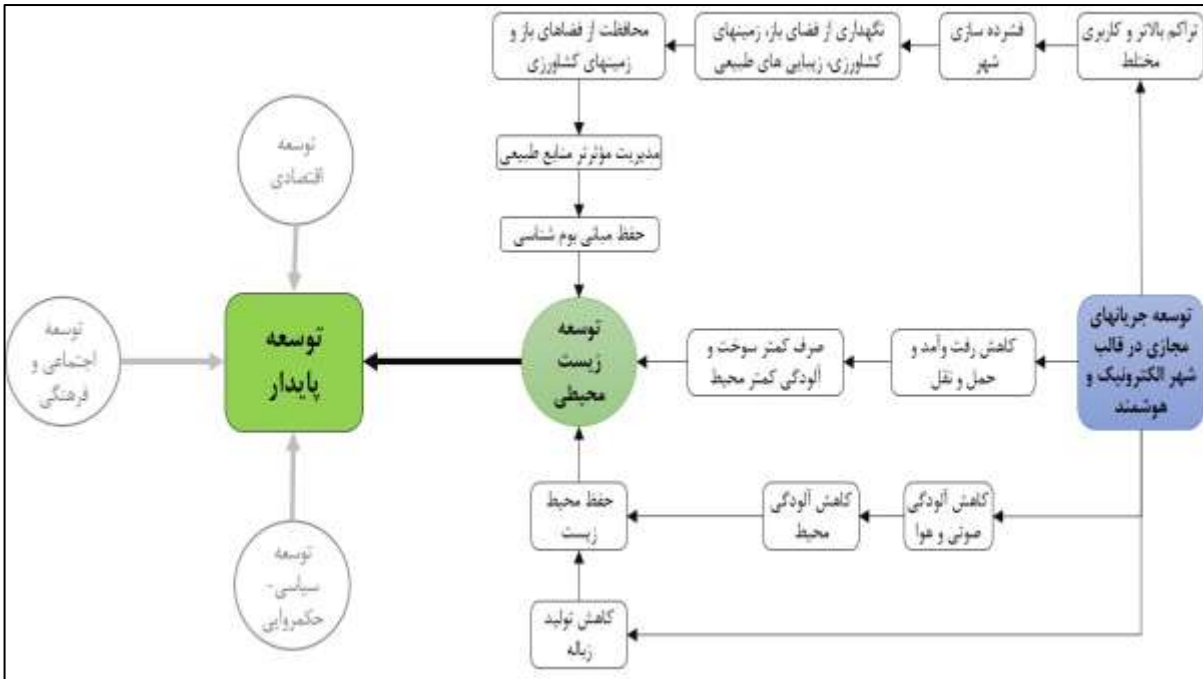 تراکم بالاتر و کاربری
مختلط
فشرده سازی
شهر
نگهداری از فضای باز، زمینهای
کشاورزی، زیبایی های طبیعی
محافظت از فضاهای باز و
زمینهای کشاورزی
مدیریت مؤثرتر منابع طبیعی
حفظ مبانی بوم شناسی
توسعه جریانهای
مجازی در قالب
شهر الکترونیک و
هوشمند
کاهش رفت وآمد و
حمل و نقل
صرف کمتر سوخت و
آلودگی کمتر محیط
توسعه
زیست
محیطی
توسعه
پایدار
توسعه
اقتصادی
توسعه
اجتماعی و
فرهنگی
توسعه
سیاسی-
حکمروایی
کاهش آلودگی
صوتی و هوا
کاهش آلودگی
محیط
حفظ محیط
زیست
کاهش تولید
زباله